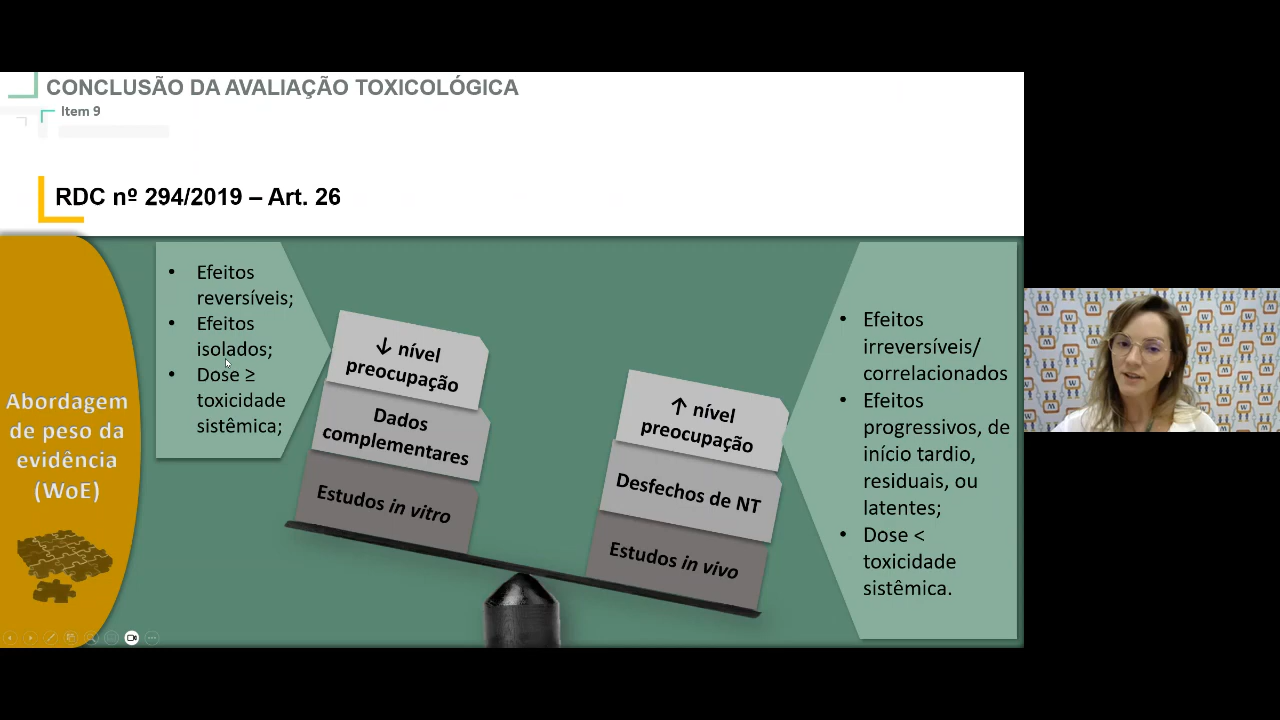 CONCLUSÃO DA AVALIAÇÃO TOXICOLÓGICA
Item 9
RDC nº 294/2019 – Art. 26
Abordagem
de peso da
evidência
(WoE)
• Efeitos
reversíveis;
• Efeitos
isolados;
• Dose ≥
toxicidade
sistêmica;
↓ nível
preocupação
Dados
complementares
Estudos in vitro
↑ nível
preocupação
Desfechos de NT
Estudos in vivo
• Efeitos
irreversíveis/
correlacionados
• Efeitos
progressivos, de
início tardio,
residuais, ou
latentes;
• Dose <
toxicidade
sistêmica.